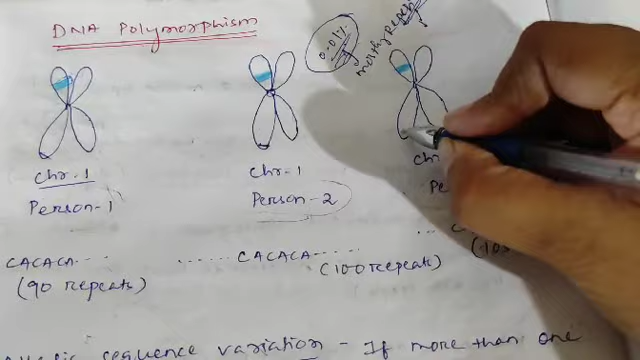 DNA Polymorphism
0.01%
mostly
Chr-1
Chr-1
Person-1
Person-2
CACACA....
......CACACA.....
(90 repeats)
(100 repeats)
sequence variation - If more than one